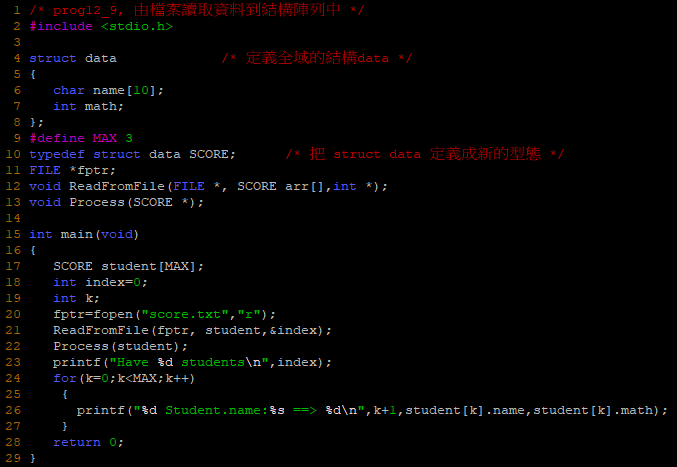 1 /* prog12_9, 由檔案讀取資料到結構陣列中 */
2 #include <stdio.h>
3
4 struct data /* 定義全域的結構data */
5 {
6 char name[10];
7 int math;
8 };
9 #define MAX 3
10 typedef struct data SCORE; /* 把 struct data 定義成新的型態 */
11 FILE *fptr;
12 void ReadFromFile(FILE *, SCORE arr[],int *);
13 void Process(SCORE *);
14
15 int main(void)
16 {
17 SCORE student[MAX];
18 int index=0;
19 int k;
20 fptr=fopen("score.txt","r");
21 ReadFromFile(fptr, student,&index);
22 Process(student);
23 printf("Have %d students\n",index);
24 for(k=0;k<MAX;k++)
25 {
26 printf("%d Student.name:%s ==> %d\n",k+1,student[k].name,student[k].math);
27 }
28 return 0;
29 }